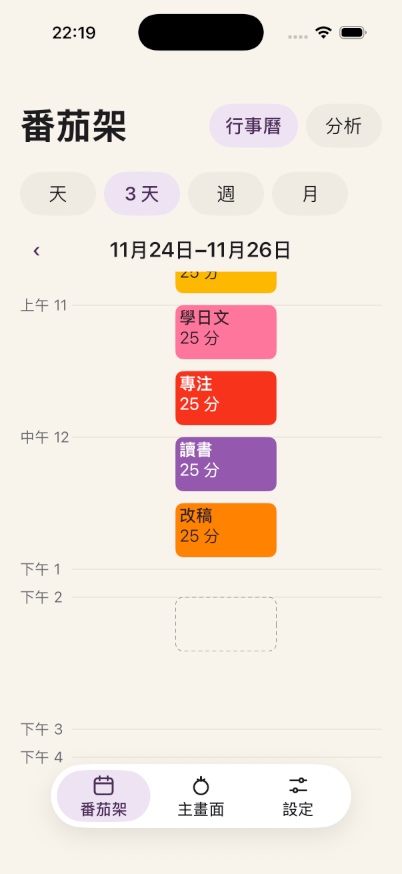 22:19
番茄架
行事曆
分析
天
3 天
週
月
‹
11月24日–11月26日
25 分
上午 11
學日文
25 分
專注
25 分
中午 12
讀書
25 分
改稿
25 分
下午 1
下午 2
下午 3
下午 4
番茄架
主畫面
設定